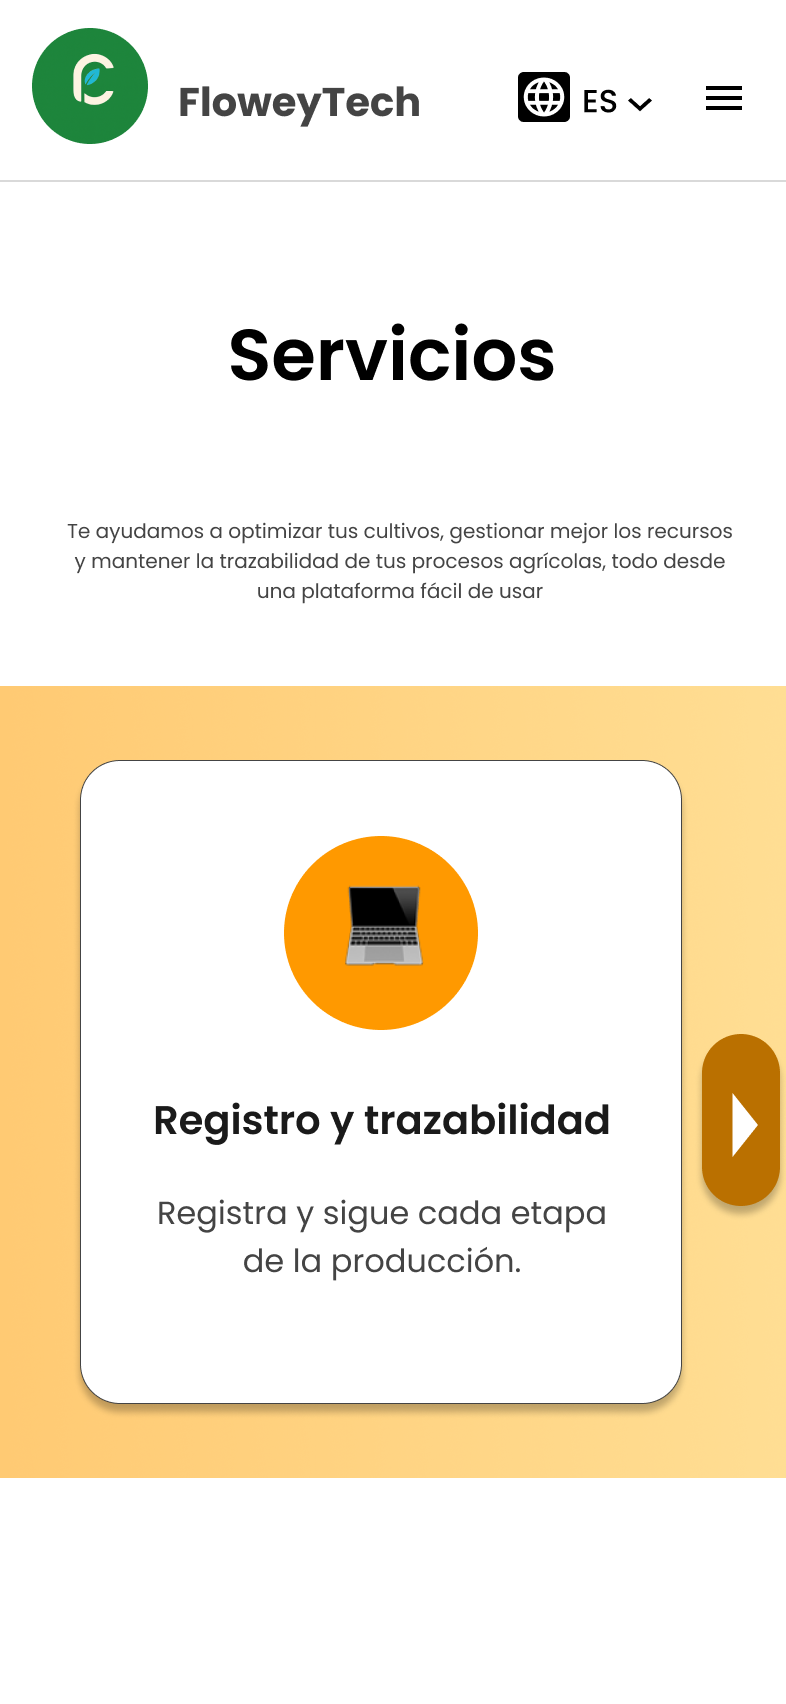 FloweyTech
ES
Servicios
Te ayudamos a optimizar tus cultivos, gestionar mejor los recursos
y mantener la trazabilidad de tus procesos agrícolas, todo desde
una plataforma fácil de usar
Registro y trazabilidad
Registra y sigue cada etapa
de la producción.